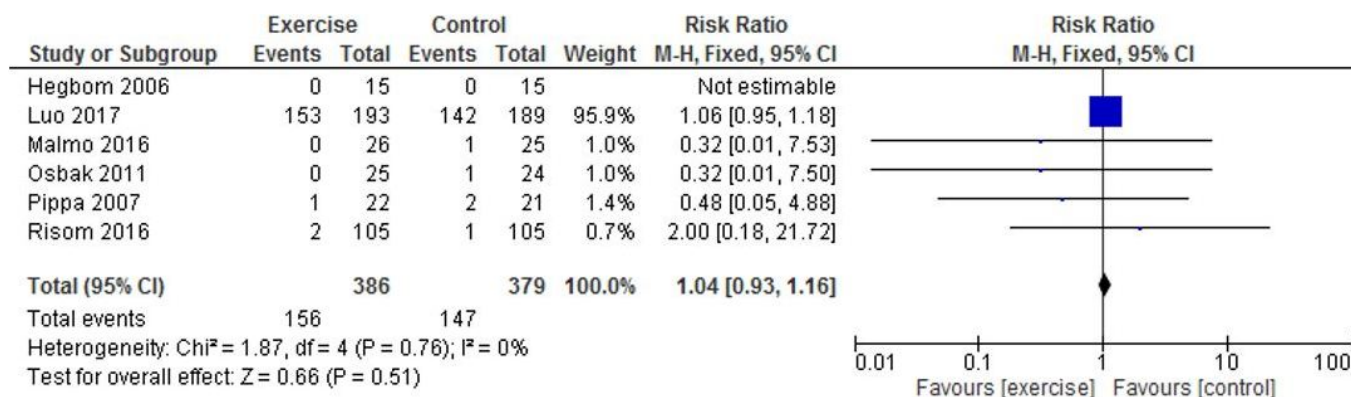 Exercise Control Risk Ratio Risk Ratio
Study or Subgroup Events Total Events Total Weight M-H, Fixed, 95% CI M-H, Fixed, 95% CI
Hegbom 2006 0 15 0 15 Not estimable
Luo 2017 153 193 142 189 95.9% 1.06 [0.95, 1.18]
Malmo 2016 0 26 1 25 1.0% 0.32 [0.01, 7.53]
Osbak 2011 0 25 1 24 1.0% 0.32 [0.01, 7.50]
Pippa 2007 1 22 2 21 1.4% 0.48 [0.05, 4.88]
Risom 2016 2 105 1 105 0.7% 2.00 [0.18, 21.72]
Total (95% CI) 386 379 100.0% 1.04 [0.93, 1.16]
Total events 156 147
Heterogeneity: Chi² = 1.87, df = 4 (P = 0.76); I² = 0%
Test for overall effect: Z = 0.66 (P = 0.51)
0.01 0.1 1 10 100
Favours [exercise] Favours [control]